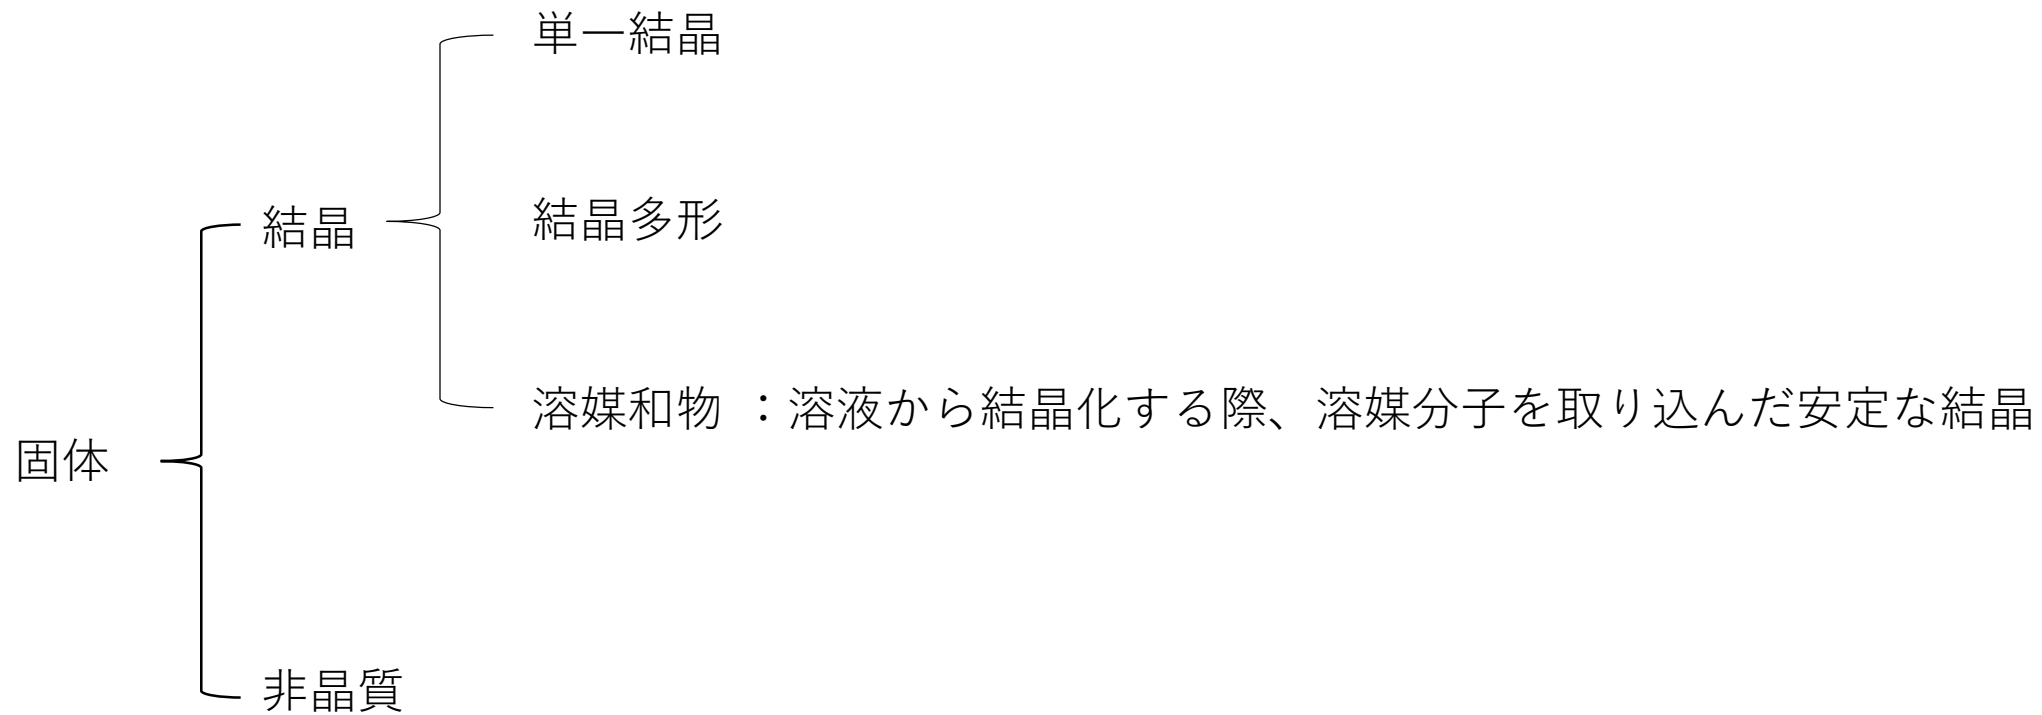 単一結晶
結晶
結晶多形
溶媒和物 :溶液から結晶化する際、溶媒分子を取り込んだ安定な結晶
固体
非晶質